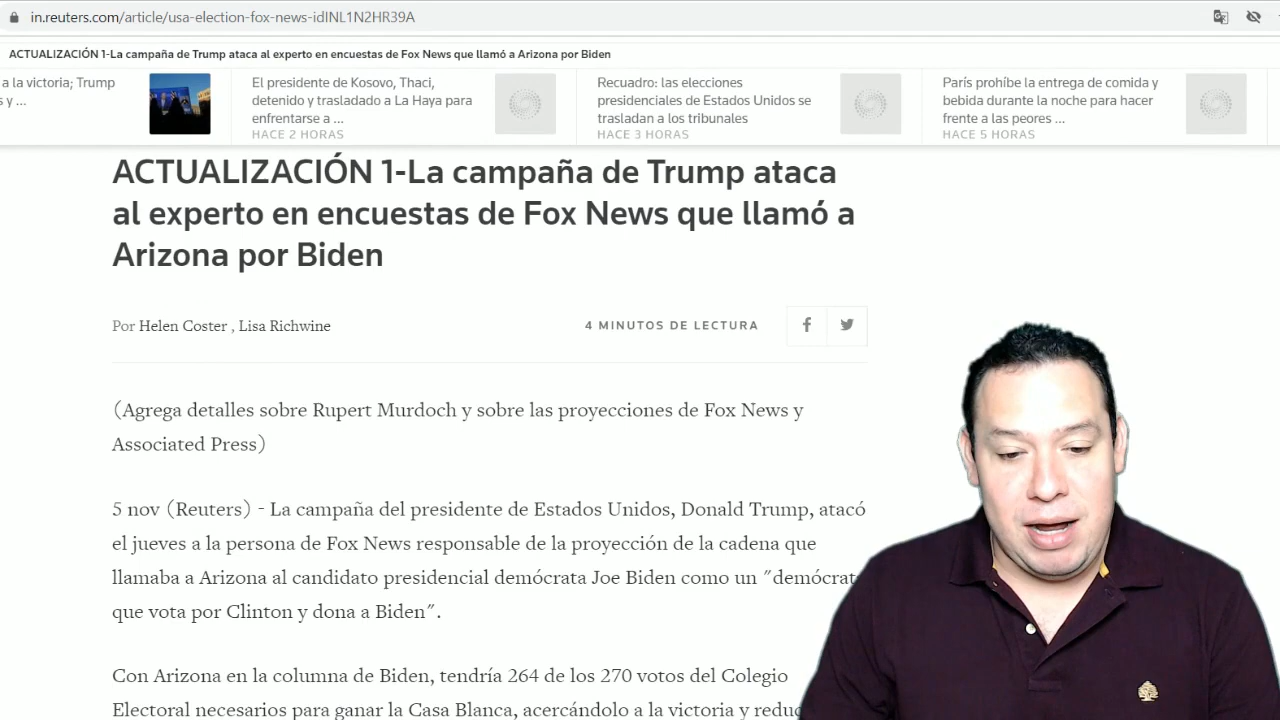 in.reuters.com/article/usa-election-fox-news-idINL1N2HR39A
ACTUALIZACIÓN 1-La campaña de Trump ataca al experto en encuestas de Fox News que llamó a Arizona por Biden
a la victoria; Trump
s y ...
El presidente de Kosovo, Thaci,
detenido y trasladado a La Haya para
enfrentarse a ...
HACE 2 HORAS
Recuadro: las elecciones
presidenciales de Estados Unidos se
trasladan a los tribunales
HACE 3 HORAS
París prohíbe la entrega de comida y
bebida durante la noche para hacer
frente a las peores ...
HACE 5 HORAS
ACTUALIZACIÓN 1-La campaña de Trump ataca
al experto en encuestas de Fox News que llamó a
Arizona por Biden
Por Helen Coster , Lisa Richwine
4 MINUTOS DE LECTURA
(Agrega detalles sobre Rupert Murdoch y sobre las proyecciones de Fox News y
Associated Press)
5 nov (Reuters) - La campaña del presidente de Estados Unidos, Donald Trump, atacó
el jueves a la persona de Fox News responsable de la proyección de la cadena que
llamaba a Arizona al candidato presidencial demócrata Joe Biden como un "demócrat
que vota por Clinton y dona a Biden".
Con Arizona en la columna de Biden, tendría 264 de los 270 votos del Colegio
Electoral necesarios para ganar la Casa Blanca, acercándolo a la victoria y reduc